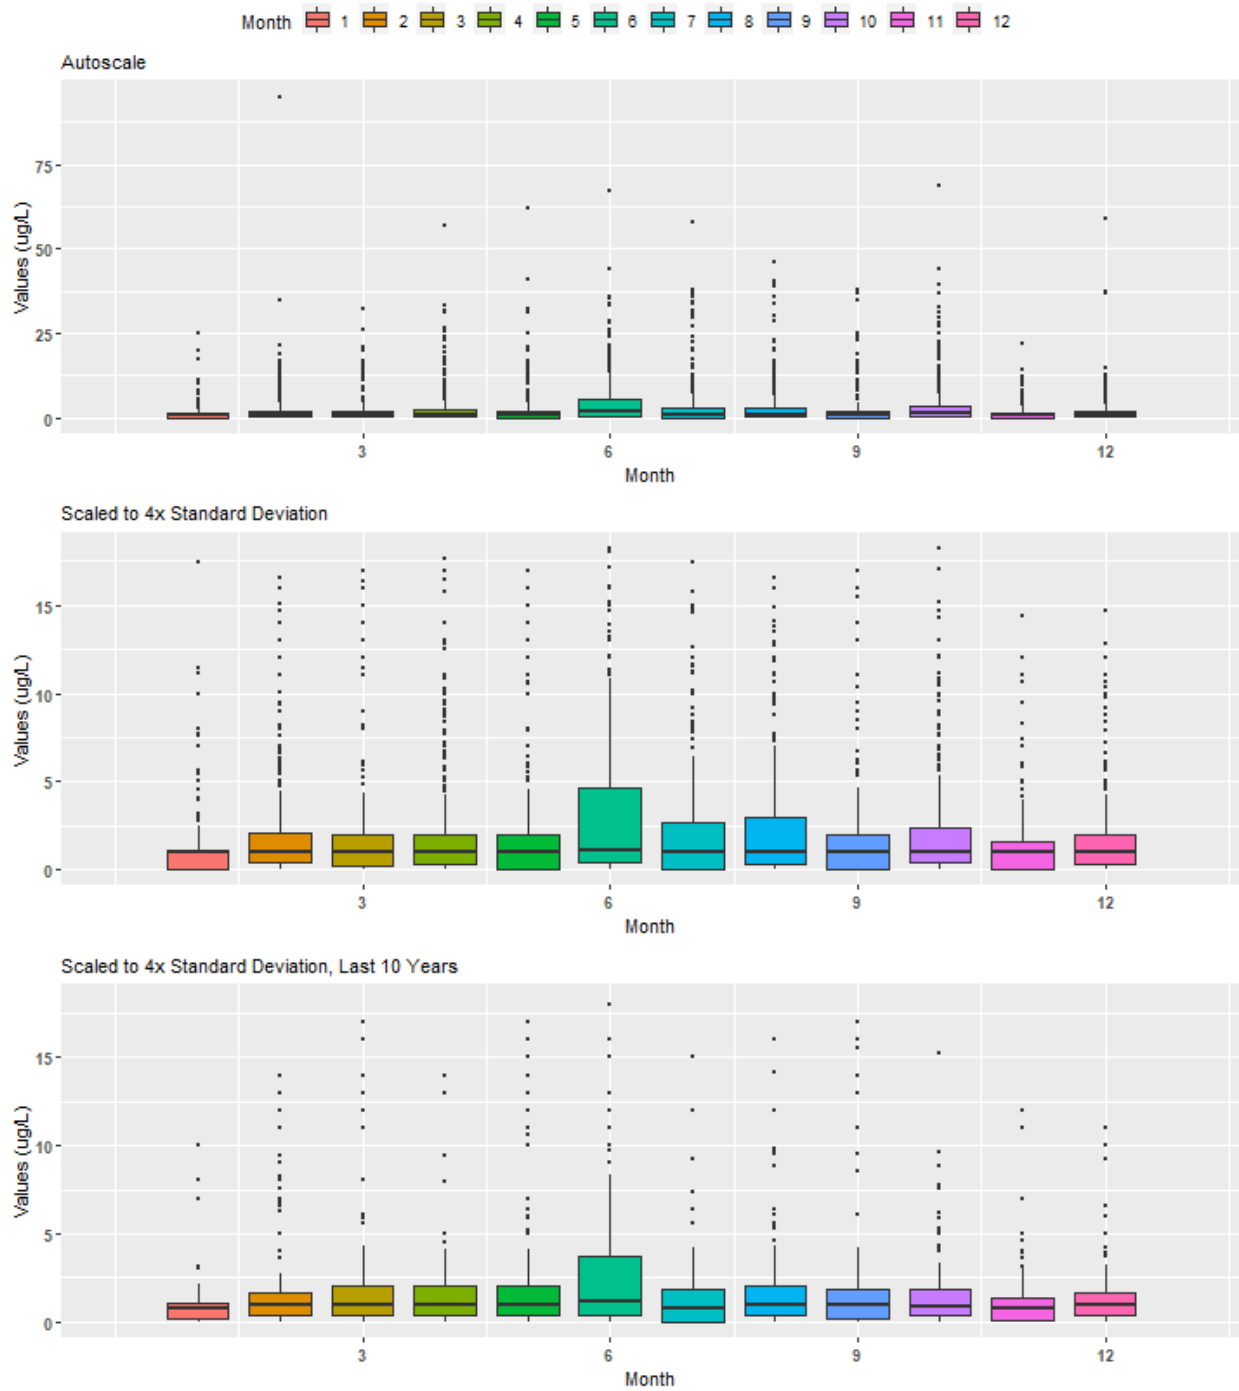 Month 1 2 3 4 5 6 7 8 9 10 11 12
Autoscale
Values (ug/L)
75
50
25
0
3 6 9 12
Month
Scaled to 4x Standard Deviation
Values (ug/L)
15
10
5
0
3 6 9 12
Month
Scaled to 4x Standard Deviation, Last 10 Years
Values (ug/L)
15
10
5
0
3 6 9 12
Month